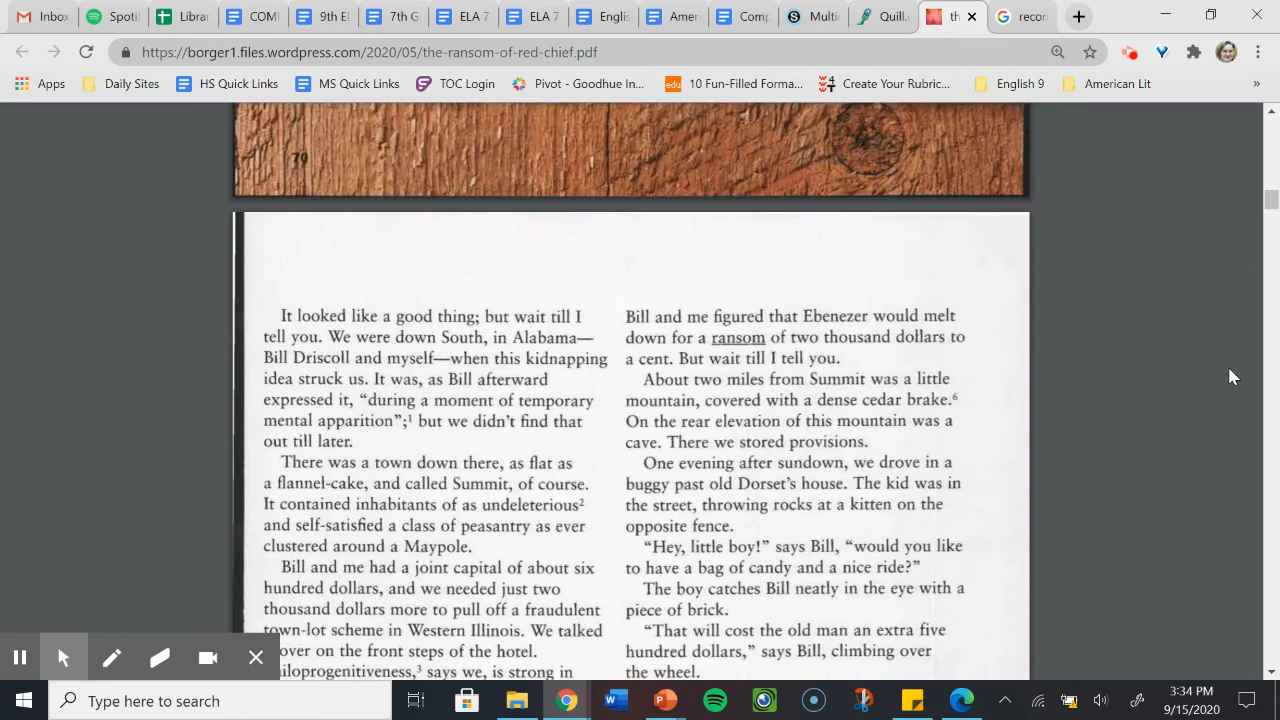 Inbox
Spoti
Librar
COMI
9th El
7th G
ELA 7
ELA 7
Englis
Amer
Comp
Multi
Quill.
th
recor
https://borger1.files.wordpress.com/2020/05/the-ransom-of-red-chief.pdf
Apps
Daily Sites
HS Quick Links
MS Quick Links
TOC Login
Pivot - Goodhue In...
edu
10 Fun-Filled Forma...
Create Your Rubric...
English 9
American Lit
»
70
It looked like a good thing; but wait till I
tell you. We were down South, in Alabama—
Bill Driscoll and myself—when this kidnapping
idea struck us. It was, as Bill afterward
expressed it, “during a moment of temporary
mental apparition”;¹ but we didn’t find that
out till later.
There was a town down there, as flat as
a flannel-cake, and called Summit, of course.
It contained inhabitants of as undeleterious²
and self-satisfied a class of peasantry as ever
clustered around a Maypole.
Bill and me had a joint capital of about six
hundred dollars, and we needed just two
thousand dollars more to pull off a fraudulent
town-lot scheme in Western Illinois. We talked
over on the front steps of the hotel.
iloprogenitiveness,³ says we, is strong in
Bill and me figured that Ebenezer would melt
down for a ransom of two thousand dollars to
a cent. But wait till I tell you.
About two miles from Summit was a little
mountain, covered with a dense cedar brake.⁶
On the rear elevation of this mountain was a
cave. There we stored provisions.
One evening after sundown, we drove in a
buggy past old Dorset’s house. The kid was in
the street, throwing rocks at a kitten on the
opposite fence.
“Hey, little boy!” says Bill, “would you like
to have a bag of candy and a nice ride?”
The boy catches Bill neatly in the eye with a
piece of brick.
“That will cost the old man an extra five
hundred dollars,” says Bill, climbing over
the wheel.
Type here to search
3:34 PM
9/15/2020